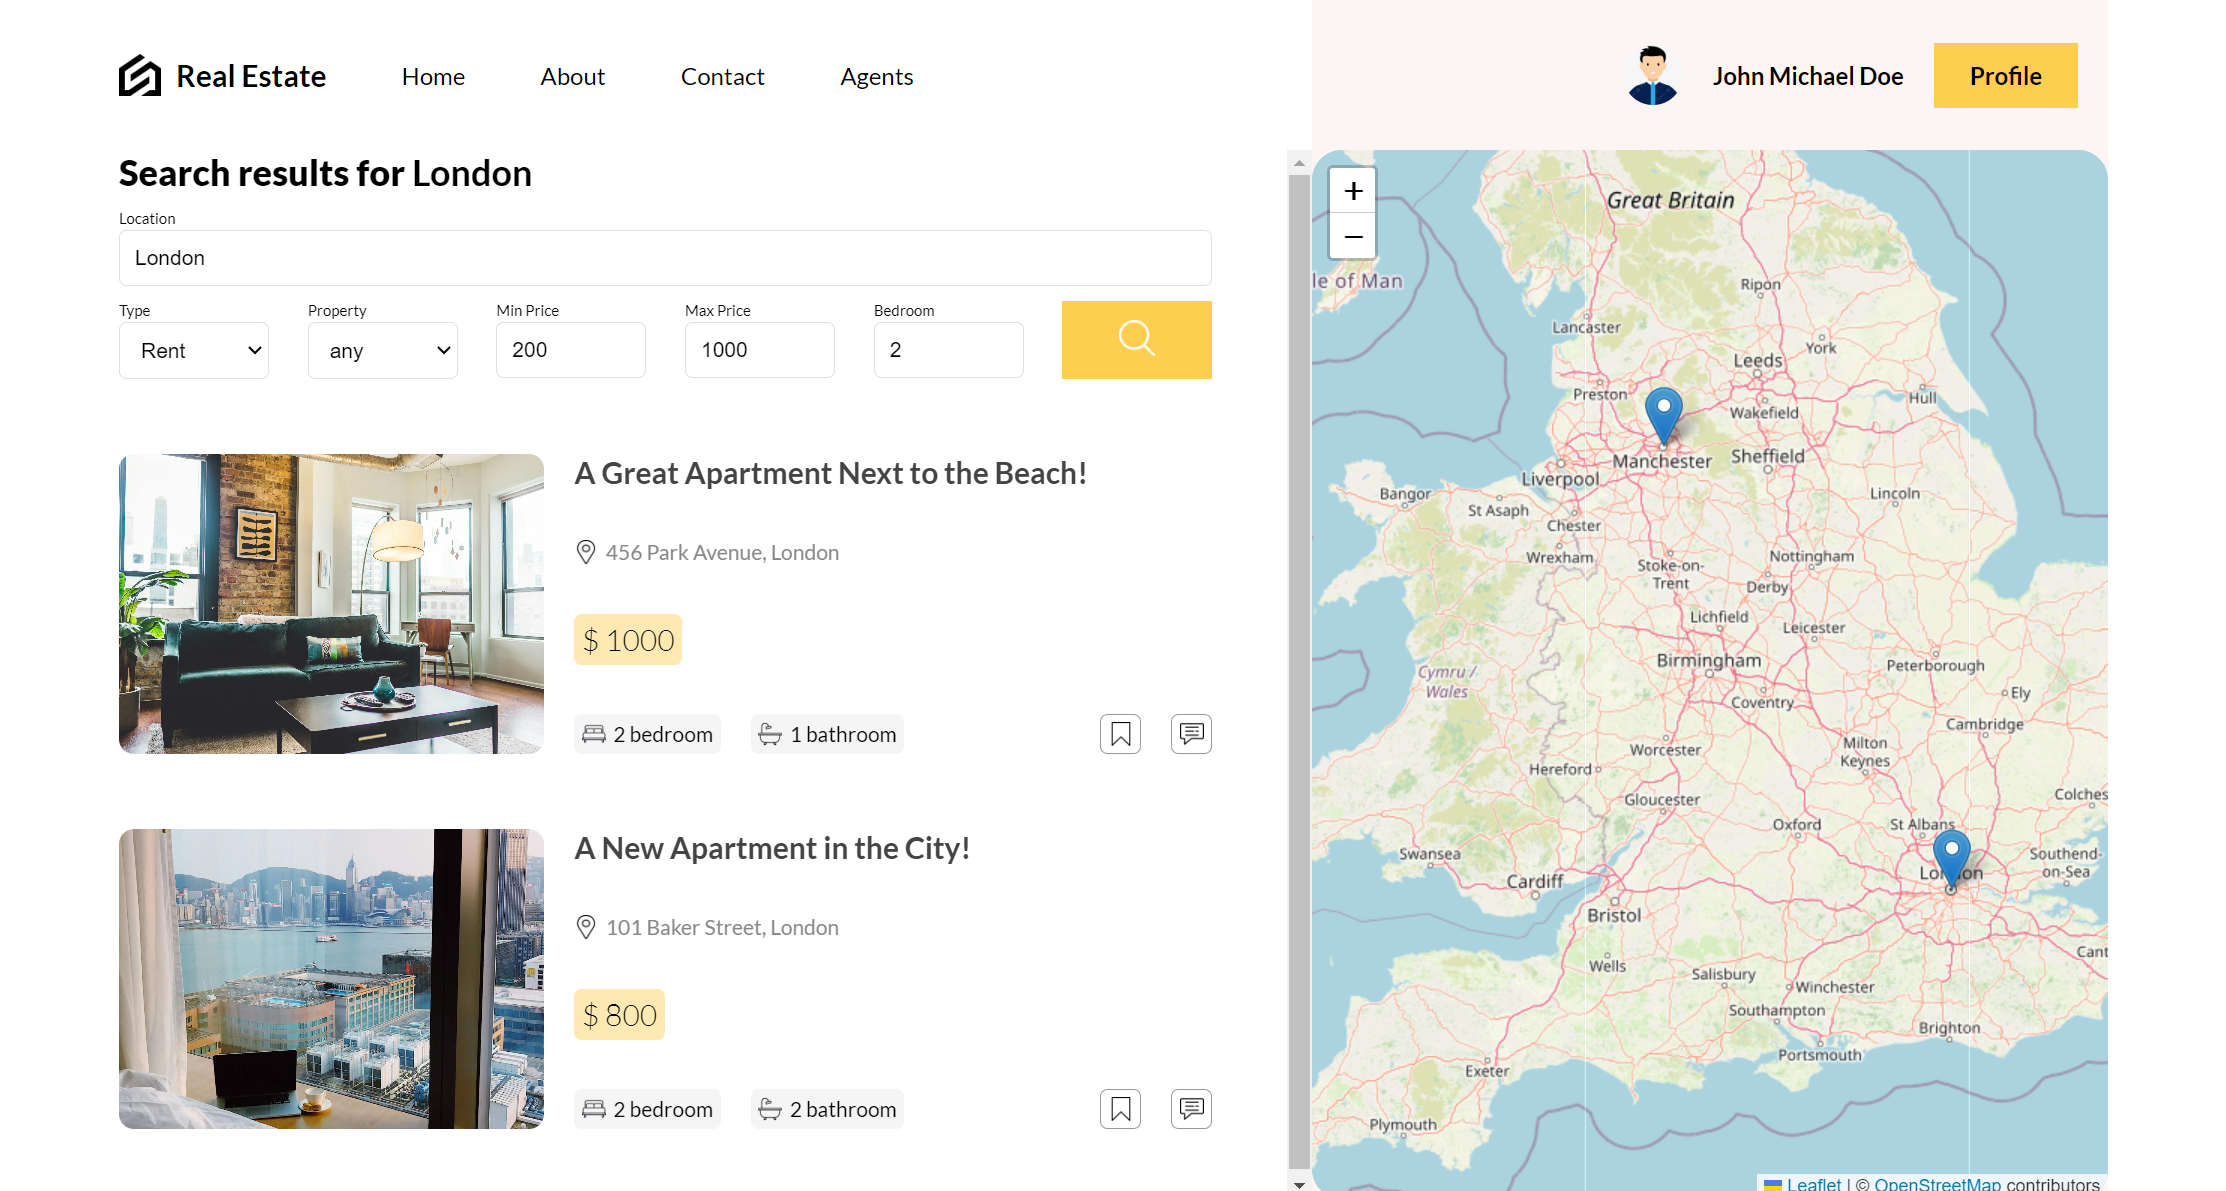 Real Estate
Home
About
Contact
Agents
John Michael Doe
Profile
Search results for London
Location
London
Type
Property
Min Price
Max Price
Bedroom
Rent
any
200
1000
2
A Great Apartment Next to the Beach!
456 Park Avenue, London
$ 1000
2 bedroom
1 bathroom
A New Apartment in the City!
101 Baker Street, London
$ 800
2 bedroom
2 bathroom
+
−
Great Britain
le of Man
Ripon
Lancaster
York
Leeds
Preston
Hull
Wakefield
Manchester
Sheffield
Liverpool
Bangor
Lincoln
St Asaph
Chester
Wrexham
Nottingham
Stoke-on-
Trent
Derby
Lichfield
Leicester
Birmingham
Peterborough
Cymru /
Wales
Ely
Coventry
Cambridge
Worcester
Milton
Keynes
Hereford
Colches
Gloucester
Oxford
St Albans
Swansea
Southend-
on-Sea
London
Cardiff
Bristol
Cant
Wells
Salisbury
Winchester
Southampton
Brighton
Portsmouth
Exeter
Plymouth
Leaflet | © OpenStreetMap contributors